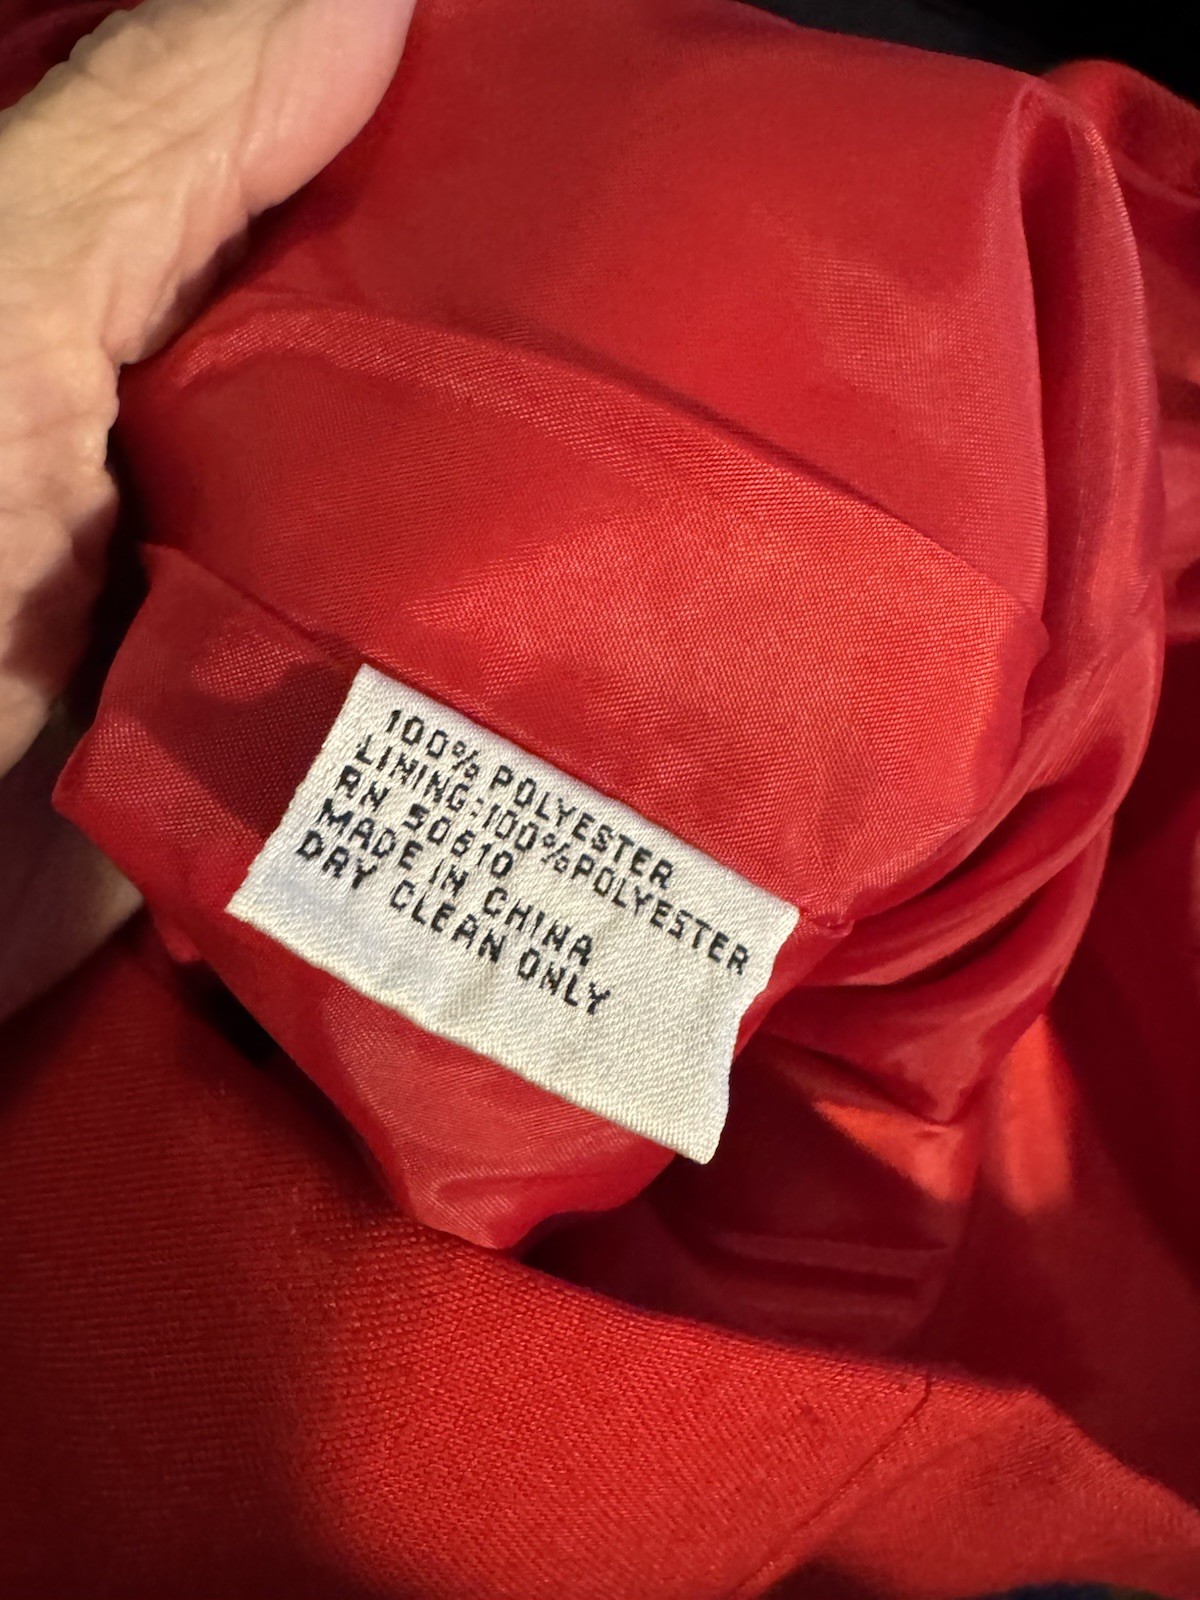 100% POLYESTER
LINING:100%POLYESTER
RN 50610
MADE IN CHINA
DRY CLEAN ONLY